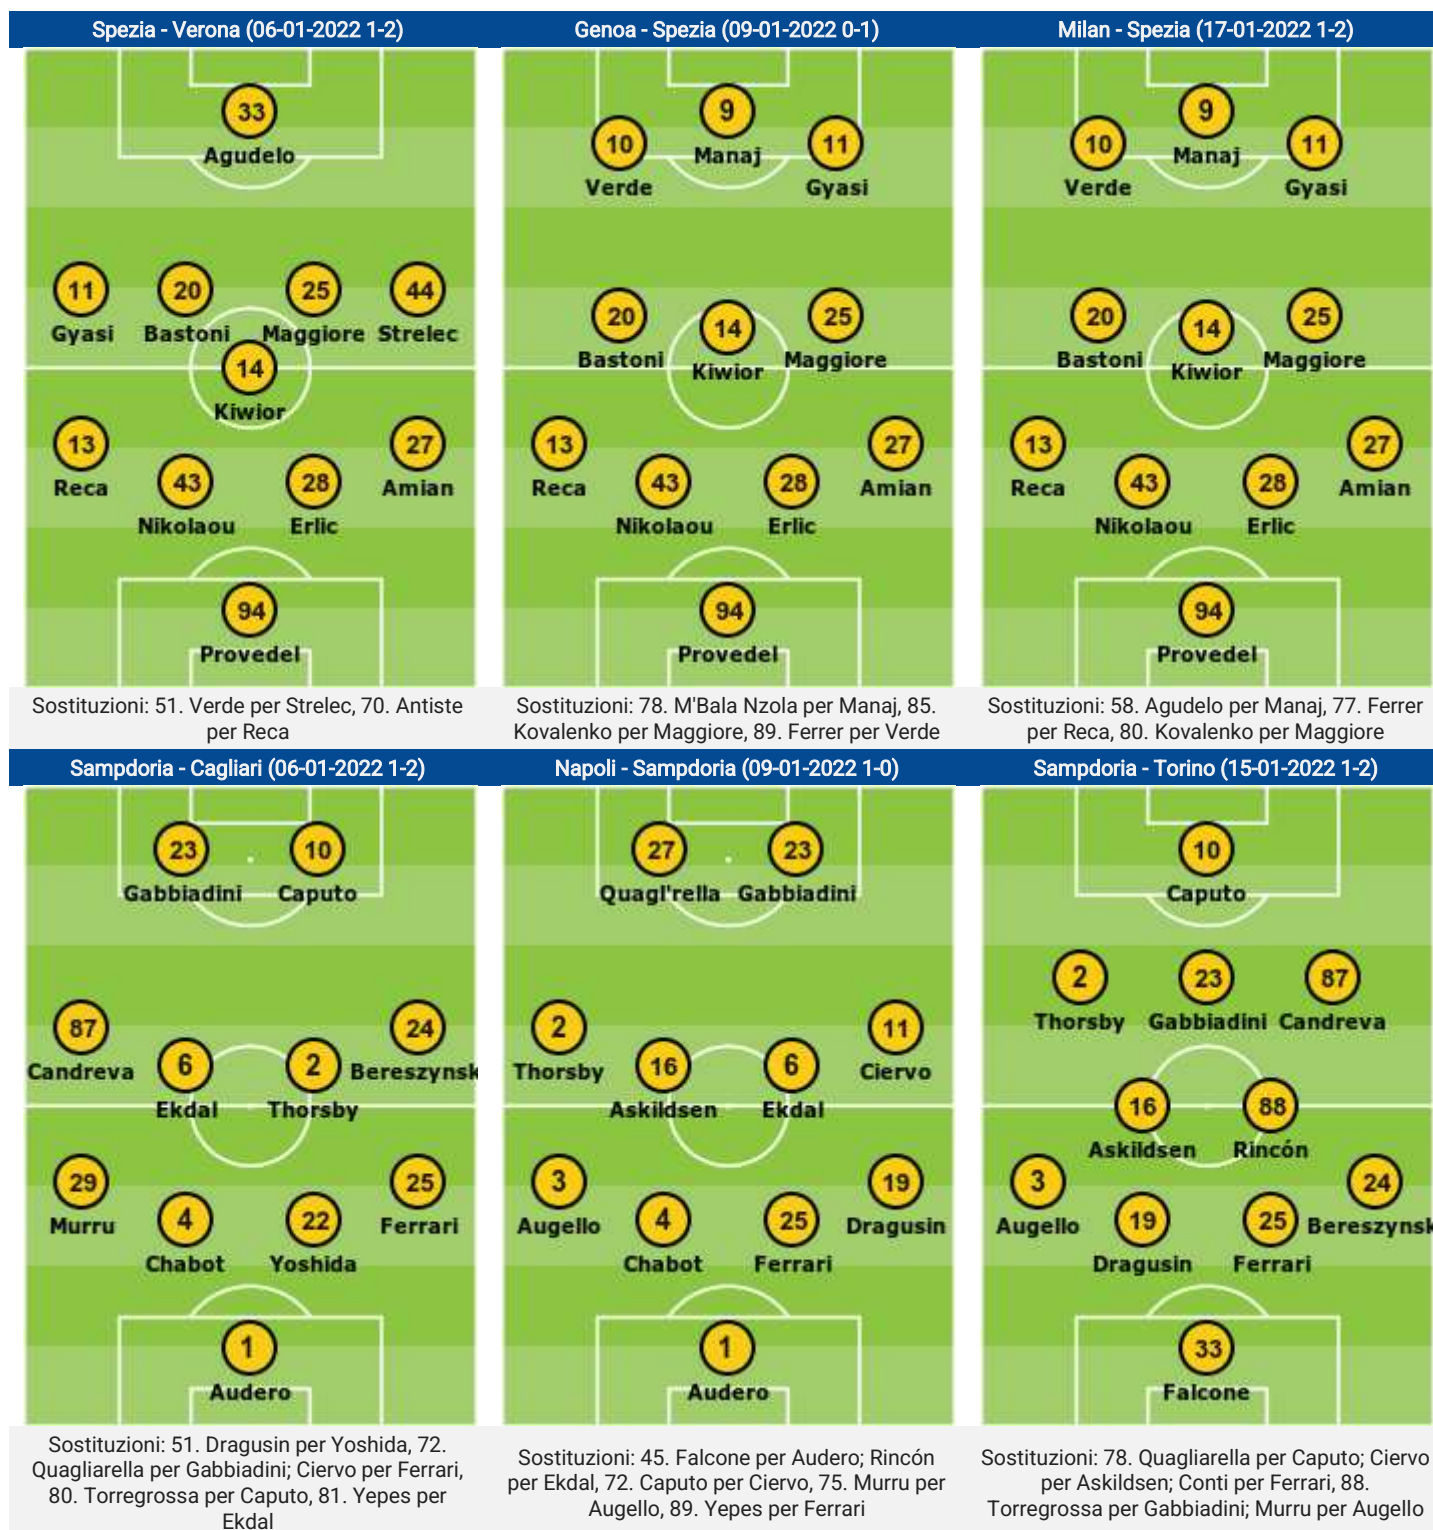 Spezia - Verona (06-01-2022 1-2)
33
Agudelo
11 20 25 44
Gyasi Bastoni Maggiore Strelec
14
Kiwior
13 27
Reca Amian
43 28
Nikolaou Erlic
94
Provedel
Sostituzioni: 51. Verde per Strelec, 70. Antiste
per Reca
Genoa - Spezia (09-01-2022 0-1)
9
Manaj
10 11
Verde Gyasi
20 25
Bastoni Maggiore
14
Kiwior
13 27
Reca Amian
43 28
Nikolaou Erlic
94
Provedel
Sostituzioni: 78. M'Bala Nzola per Manaj, 85.
Kovalenko per Maggiore, 89. Ferrer per Verde
Milan - Spezia (17-01-2022 1-2)
9
Manaj
10 11
Verde Gyasi
20 25
Bastoni Maggiore
14
Kiwior
13 27
Reca Amian
43 28
Nikolaou Erlic
94
Provedel
Sostituzioni: 58. Agudelo per Manaj, 77. Ferrer
per Reca, 80. Kovalenko per Maggiore
Sampdoria - Cagliari (06-01-2022 1-2)
23 10
Gabbiadini Caputo
87 24
Candreva Bereszynsk
6 2
Ekdal Thorsby
29 25
Murru Ferrari
4 22
Chabot Yoshida
1
Audero
Sostituzioni: 51. Dragusin per Yoshida, 72.
Quagliarella per Gabbiadini; Ciervo per Ferrari,
80. Torregrossa per Caputo, 81. Yepes per
Ekdal
Napoli - Sampdoria (09-01-2022 1-0)
27 23
Quagl'rella Gabbiadini
2 11
Thorsby Ciervo
16 6
Askildsen Ekdal
3 19
Augello Dragusin
4 25
Chabot Ferrari
1
Audero
Sostituzioni: 45. Falcone per Audero; Rincón
per Ekdal, 72. Caputo per Ciervo, 75. Murru per
Augello, 89. Yepes per Ferrari
Sampdoria - Torino (15-01-2022 1-2)
10
Caputo
2 23 87
Thorsby Gabbiadini Candreva
16 88
Askildsen Rincón
3 24
Augello Bereszynsk
19 25
Dragusin Ferrari
33
Falcone
Sostituzioni: 78. Quagliarella per Caputo; Ciervo
per Askildsen; Conti per Ferrari, 88.
Torregrossa per Gabbiadini; Murru per Augello